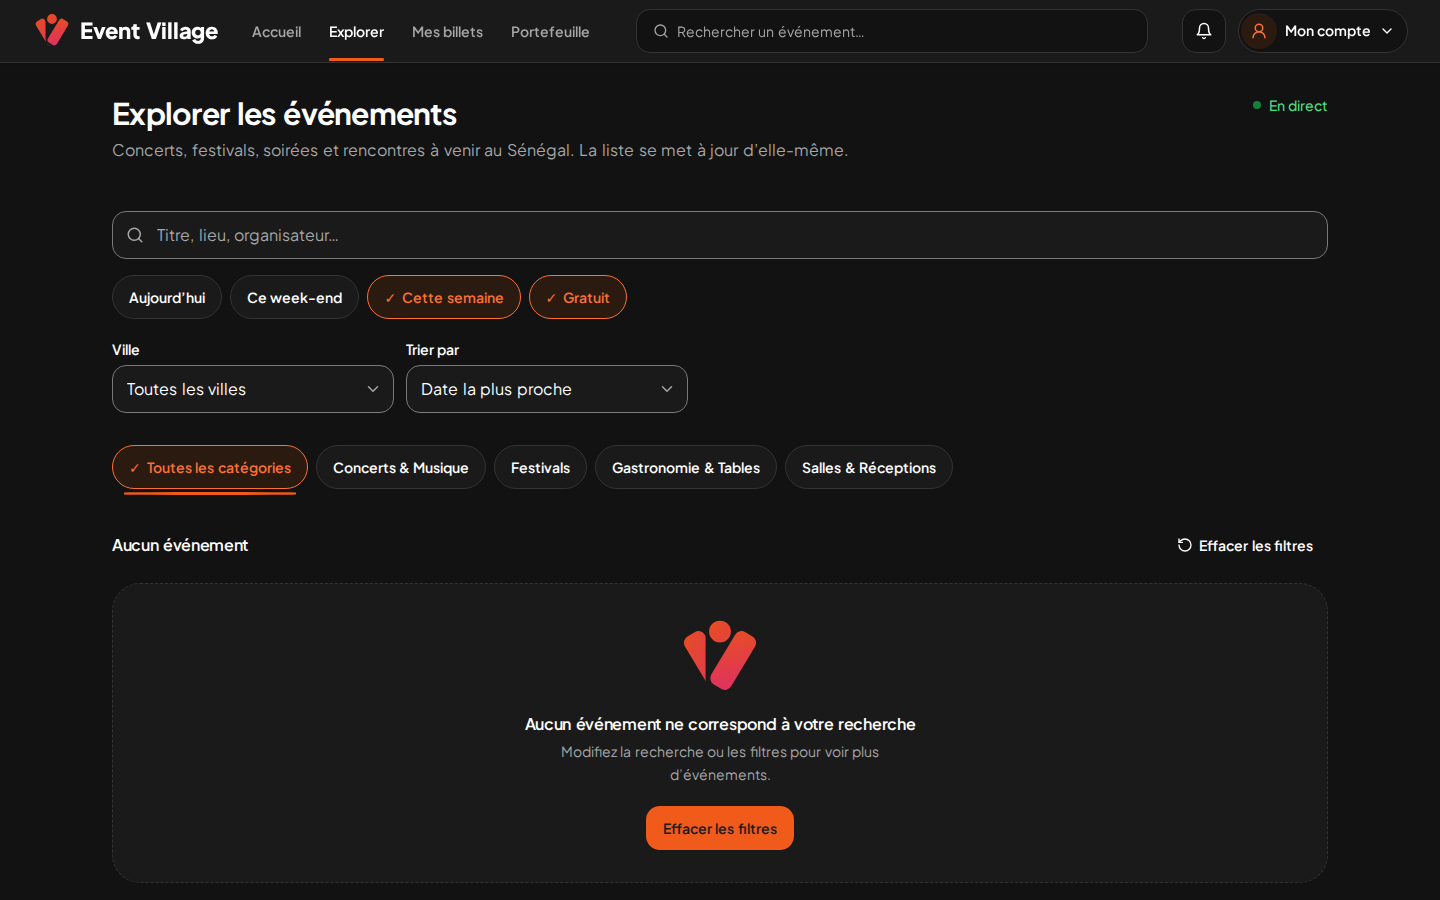 Event Village
Accueil
Explorer
Mes billets
Portefeuille
Rechercher un événement...
Mon compte
Explorer les événements
En direct
Concerts, festivals, soirées et rencontres à venir au Sénégal. La liste se met à jour d'elle-même.
Titre, lieu, organisateur...
Aujourd'hui
Ce week-end
✓ Cette semaine
✓ Gratuit
Ville
Trier par
Toutes les villes
Date la plus proche
✓ Toutes les catégories
Concerts & Musique
Festivals
Gastronomie & Tables
Salles & Réceptions
Aucun événement
Effacer les filtres
Aucun événement ne correspond à votre recherche
Modifiez la recherche ou les filtres pour voir plus
d'événements.
Effacer les filtres